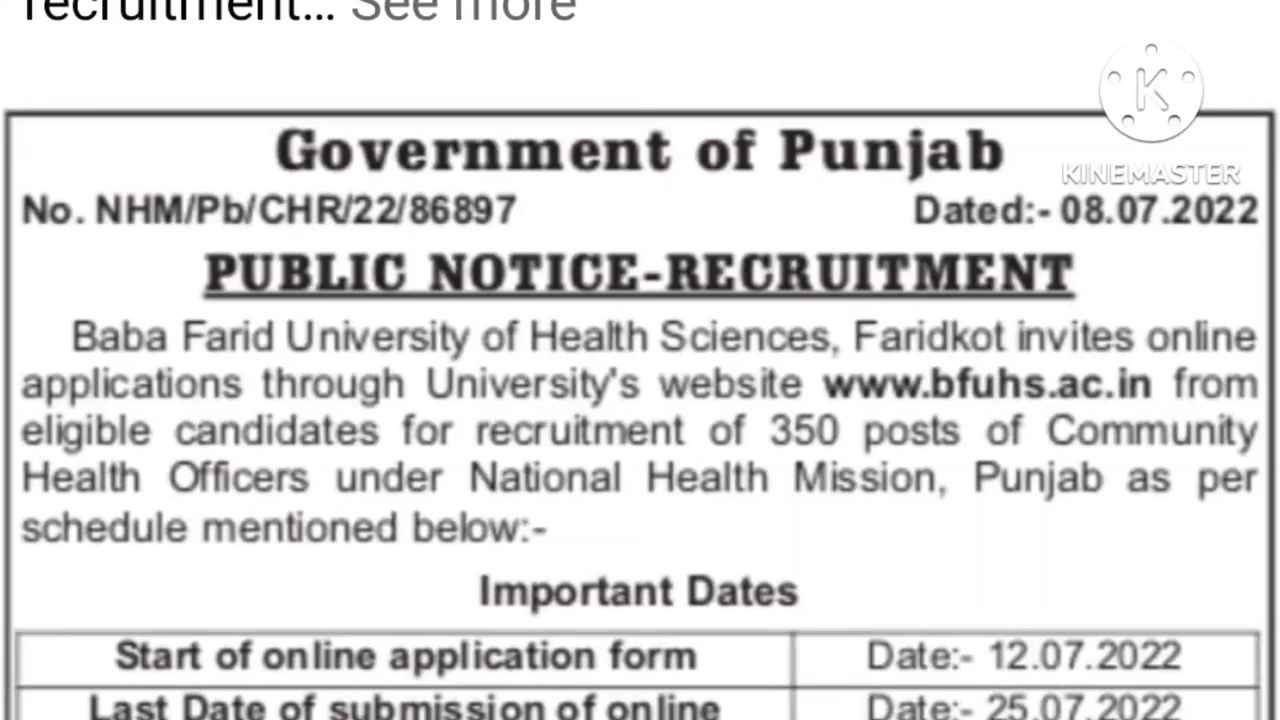 recruitment... See more
K
KINEMASTER
Government of Punjab
No. NHM/Pb/CHR/22/86897 Dated:- 08.07.2022
PUBLIC NOTICE-RECRUITMENT
Baba Farid University of Health Sciences, Faridkot invites online
applications through University's website www.bfuhs.ac.in from
eligible candidates for recruitment of 350 posts of Community
Health Officers under National Health Mission, Punjab as per
schedule mentioned below:-
Important Dates
Start of online application form Date:- 12.07.2022
Last Date of submission of online Date:- 25.07.2022